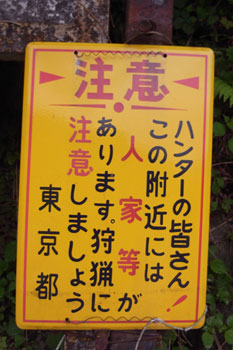 注意
ハンターの皆さん!
この附近には
人家等が
あります。狩猟に
注意しましょう
東京都